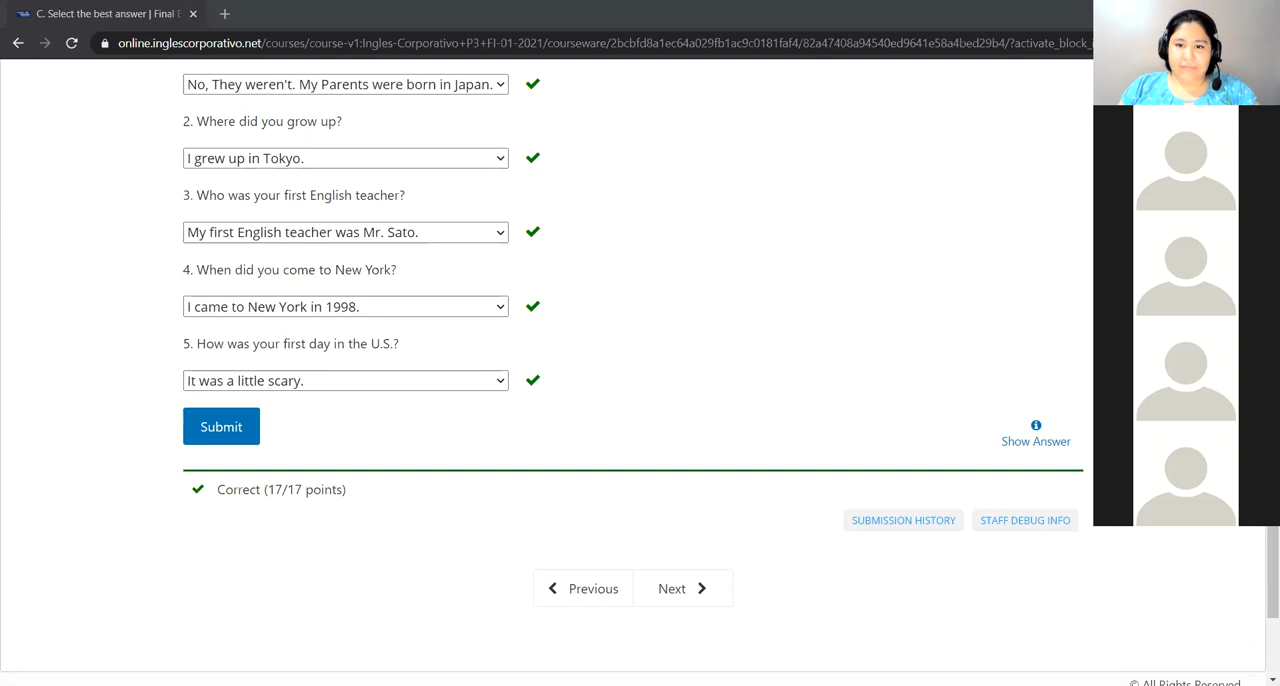 C. Select the best answer | Final E
online.inglescorporativo.net/courses/course-v1:Ingles-Corporativo+P3+FI-01-2021/courseware/2bcbfd8a1ec64a029fb1ac9c0181faf4/82a47408a94540ed9641e58a4bed29b4/?activate_block_i
No, They weren't. My Parents were born in Japan.
2. Where did you grow up?
I grew up in Tokyo.
3. Who was your first English teacher?
My first English teacher was Mr. Sato.
4. When did you come to New York?
I came to New York in 1998.
5. How was your first day in the U.S.?
It was a little scary.
Submit
Show Answer
Correct (17/17 points)
SUBMISSION HISTORY STAFF DEBUG INFO
Previous Next
© All Rights Reserved